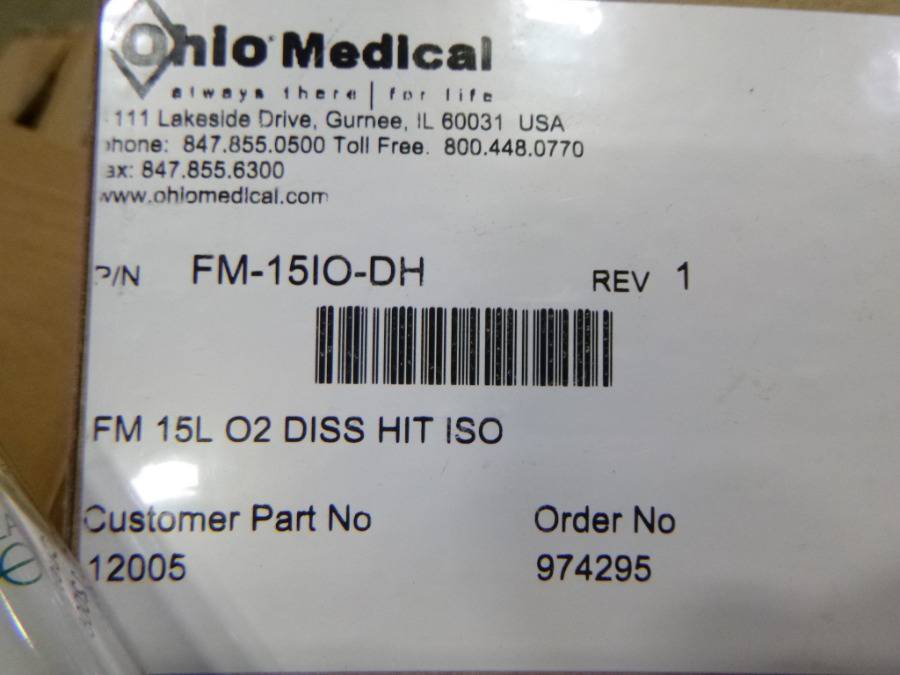 Ohio Medical
always there | for life
111 Lakeside Drive, Gurnee, IL 60031 USA
Phone: 847.855.0500 Toll Free. 800.448.0770
Fax: 847.855.6300
www.ohiomedical.com
P/N FM-15IO-DH REV 1
FM 15L O2 DISS HIT ISO
Customer Part No Order No
12005 974295